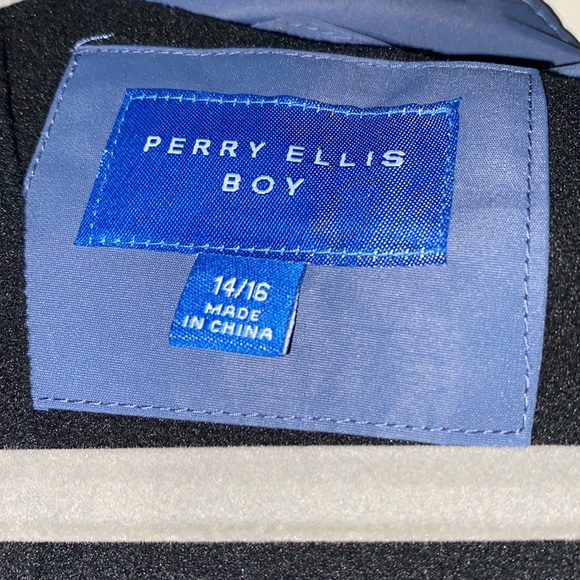 PERRY ELLIS
BOY
14/16
MADE
IN CHINA